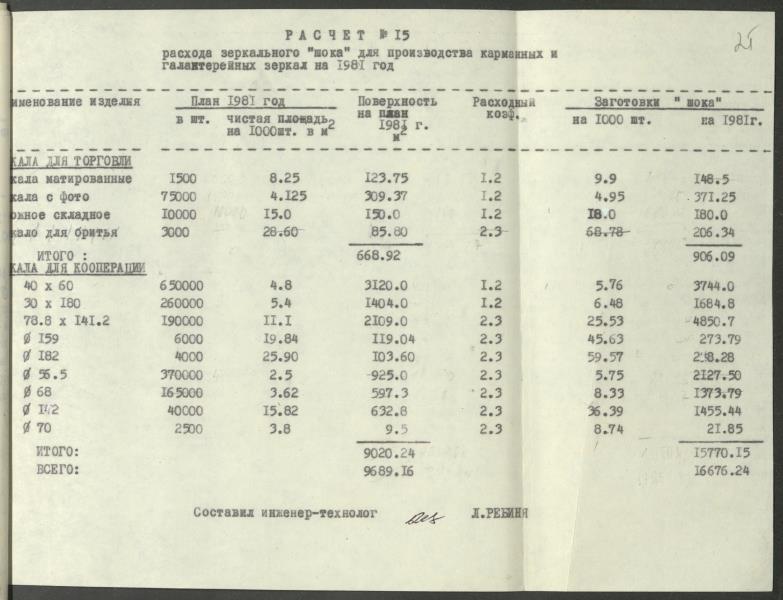 25
РАСЧЕТ № 15
расхода зеркального "шока" для производства карманных и
галантерейных зеркал на 1981 год
именование изделия План 1981 год Поверхность Расходный Заготовки "шока"
в шт. чистая площадь на план коэф. на 1000 шт. на 1981г.
на 1000шт. в м2 1981 г.
м2
КАЛА ДЛЯ ТОРГОВЛИ
кала матированные 1500 8.25 123.75 1.2 9.9 148.5
кала с фото 75000 4.125 309.37 1.2 4.95 371.25
ожное складное 10000 15.0 150.0 1.2 18.0 180.0
кало для бритья 3000 28.60 85.80 2.3 68.78 206.34
ИТОГО : 668.92 906.09
КАЛА ДЛЯ КООПЕРАЦИИ
40 х 60 650000 4.8 3120.0 1.2 5.76 3744.0
30 х 180 260000 5.4 1404.0 1.2 6.48 1684.8
78.8 х 141.2 190000 11.1 2109.0 2.3 25.53 4850.7
Ø 159 6000 19.84 119.04 2.3 45.63 273.79
Ø 182 4000 25.90 103.60 2.3 59.57 238.28
Ø 56.5 370000 2.5 925.0 2.3 5.75 2127.50
Ø 68 165000 3.62 597.3 2.3 8.33 1373.79
Ø 142 40000 15.82 632.8 2.3 36.39 1455.44
Ø 70 2500 3.8 9.5 2.3 8.74 21.85
ИТОГО: 9020.24 15770.15
ВСЕГО: 9689.16 16676.24
Составил инженер-технолог Л.РЕБИНЯ